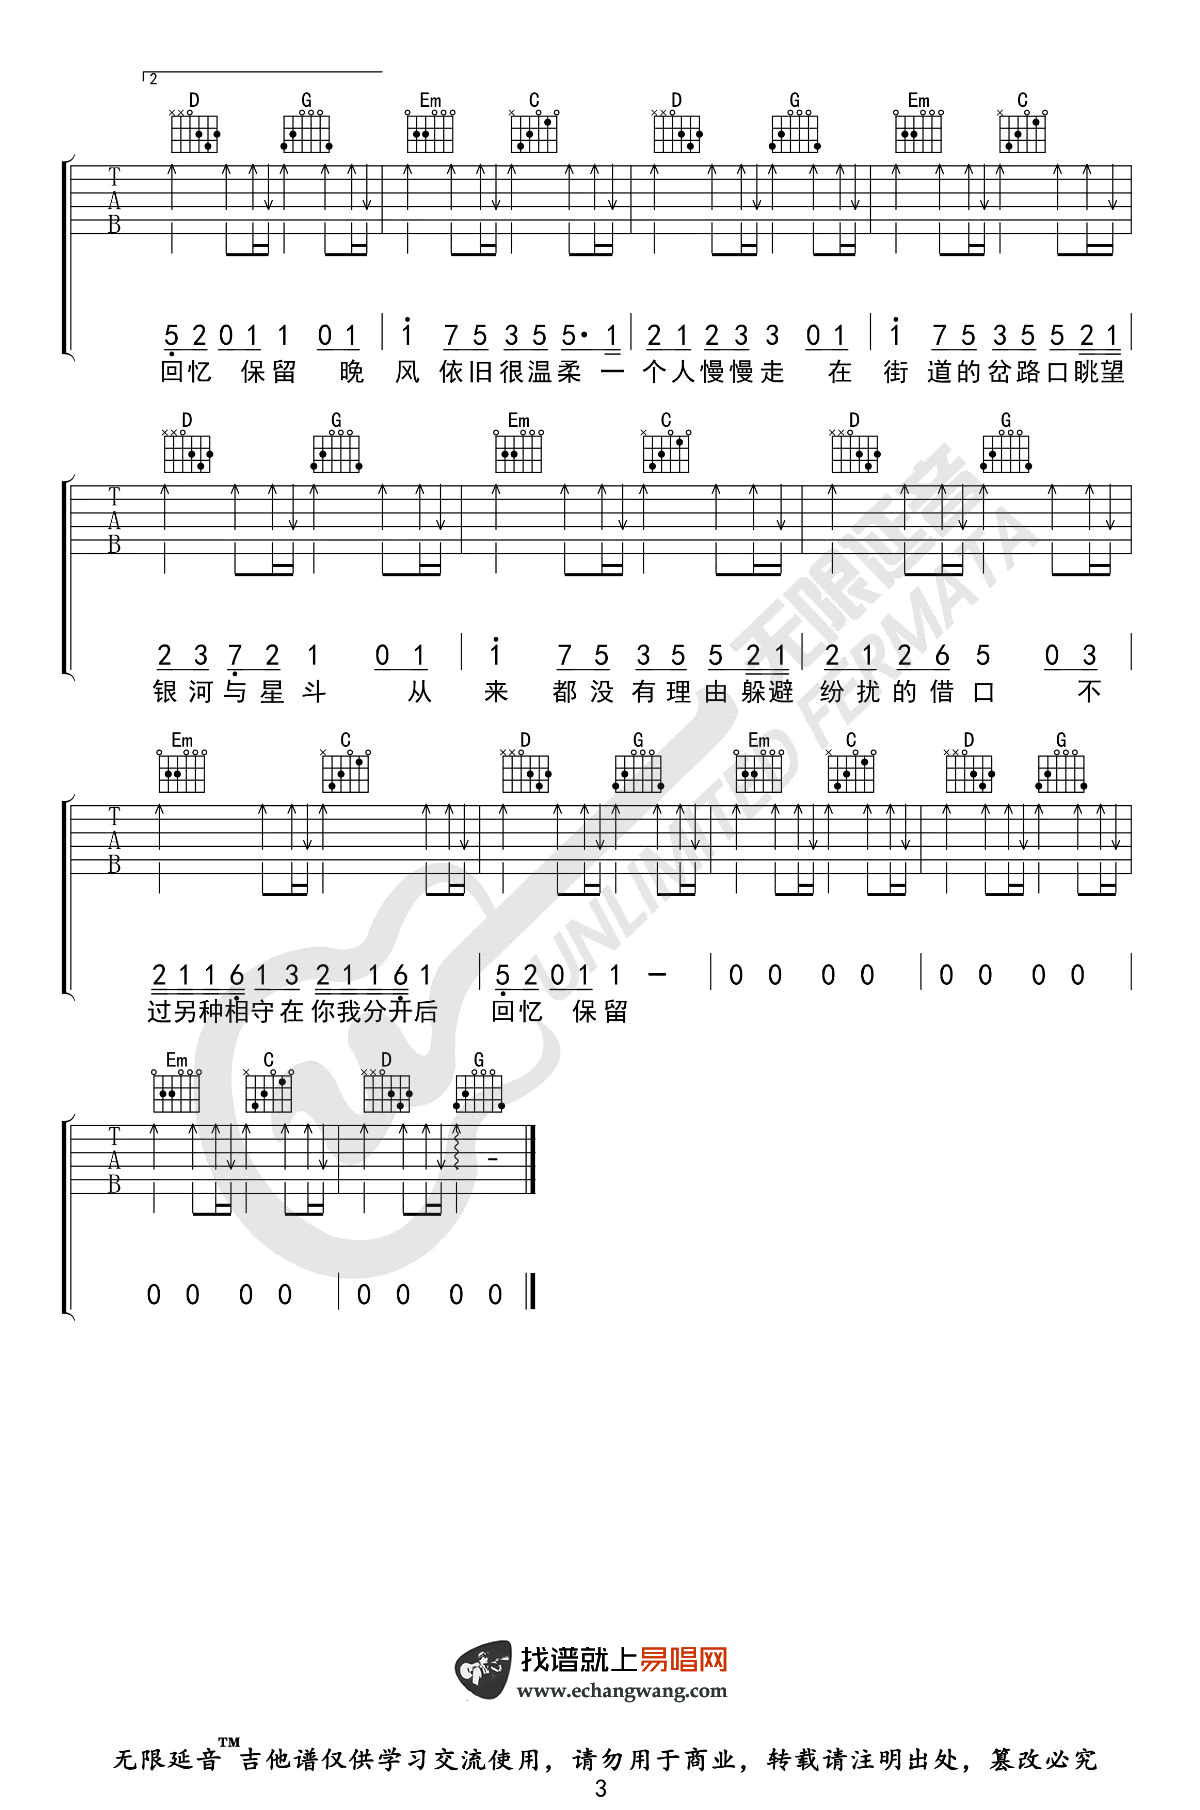 2
D G Em C D G Em C
T
A
B
5 2 0 1 1 0 1 1 7 5 3 5 5· 1 2 1 2 3 3 0 1 1 7 5 3 5 5 2 1
回忆 保留 晚 风 依旧很温柔一 个人慢慢走 在 街 道的岔路口眺望
D G Em C D G
T
A
B
2 3 7 2 1 0 1 1 7 5 3 5 5 2 1 2 1 2 6 5 0 3
银河与星斗 从 来 都没有理由躲避 纷扰的借口 不
Em C D G Em C D G
T
A
B
2 1 1 6 1 3 2 1 1 6 1 5 2 0 1 1 – 0 0 0 0 0 0 0 0
过另种相守在你我分开后 回忆 保留
Em C D G
T
A
B
0 0 0 0 0 0 0 0
无限延音
UNLIMITED FERMATA
找谱就上易唱网
www.echangwang.com
无限延音™吉他谱仅供学习交流使用，请勿用于商业，转载请注明出处，篡改必究
3